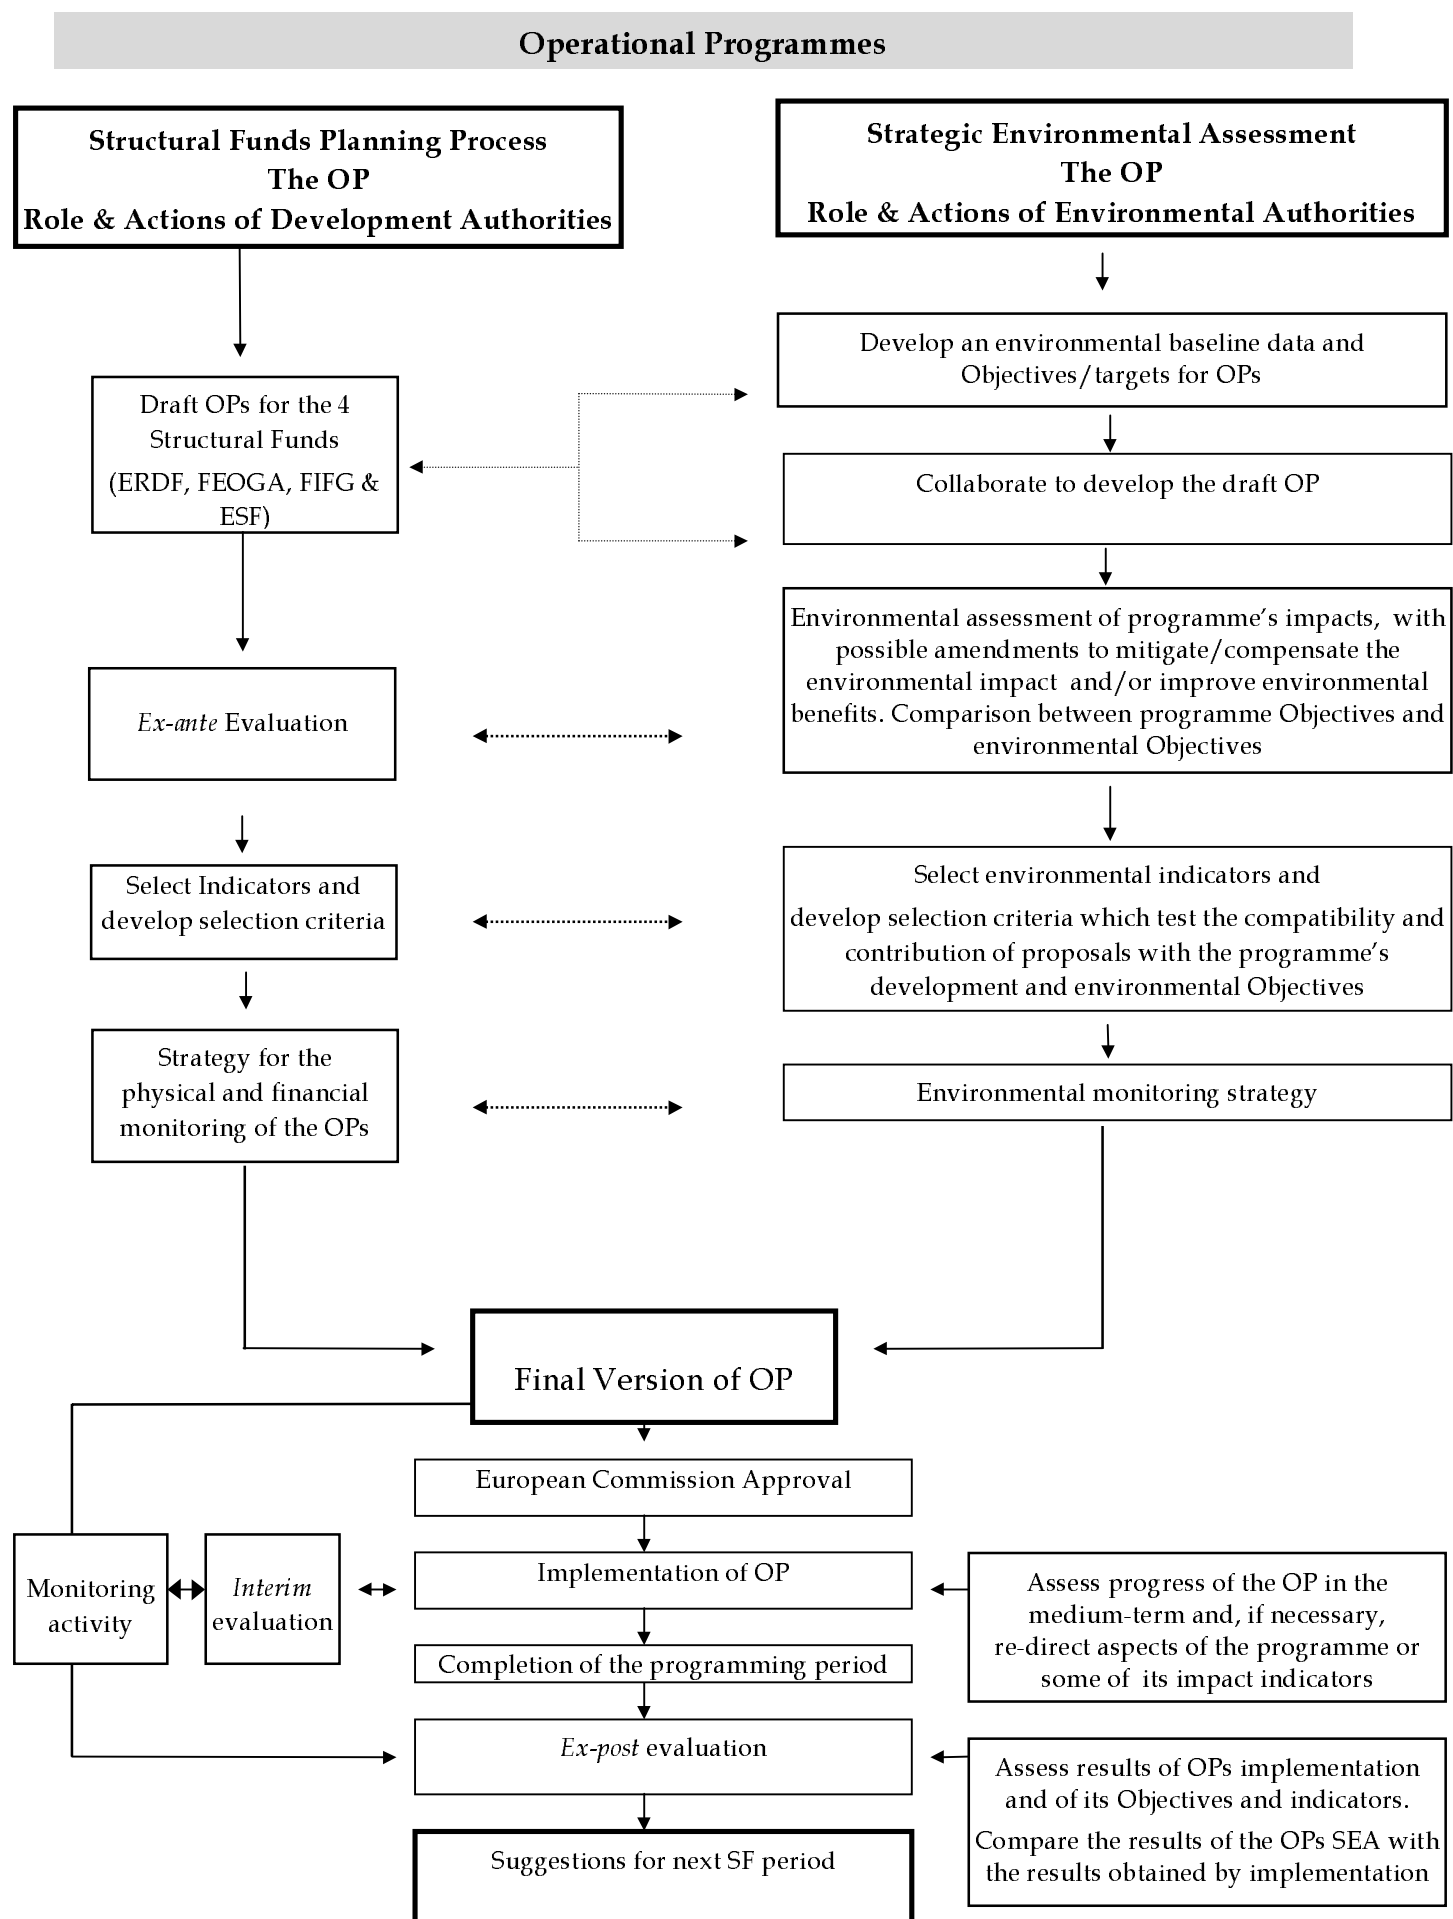 Operational Programmes
Structural Funds Planning Process
The OP
Role & Actions of Development Authorities
Strategic Environmental Assessment
The OP
Role & Actions of Environmental Authorities
Draft OPs for the 4
Structural Funds
(ERDF, FEOGA, FIFG &
ESF)
Develop an environmental baseline data and
Objectives/targets for OPs
Collaborate to develop the draft OP
Ex-ante Evaluation
Environmental assessment of programme’s impacts, with
possible amendments to mitigate/compensate the
environmental impact and/or improve environmental
benefits. Comparison between programme Objectives and
environmental Objectives
Select Indicators and
develop selection criteria
Select environmental indicators and
develop selection criteria which test the compatibility and
contribution of proposals with the programme’s
development and environmental Objectives
Strategy for the
physical and financial
monitoring of the OPs
Environmental monitoring strategy
Final Version of OP
European Commission Approval
Monitoring
activity
Interim
evaluation
Implementation of OP
Assess progress of the OP in the
medium-term and, if necessary,
re-direct aspects of the programme or
some of its impact indicators
Completion of the programming period
Ex-post evaluation
Assess results of OPs implementation
and of its Objectives and indicators.
Compare the results of the OPs SEA with
the results obtained by implementation
Suggestions for next SF period